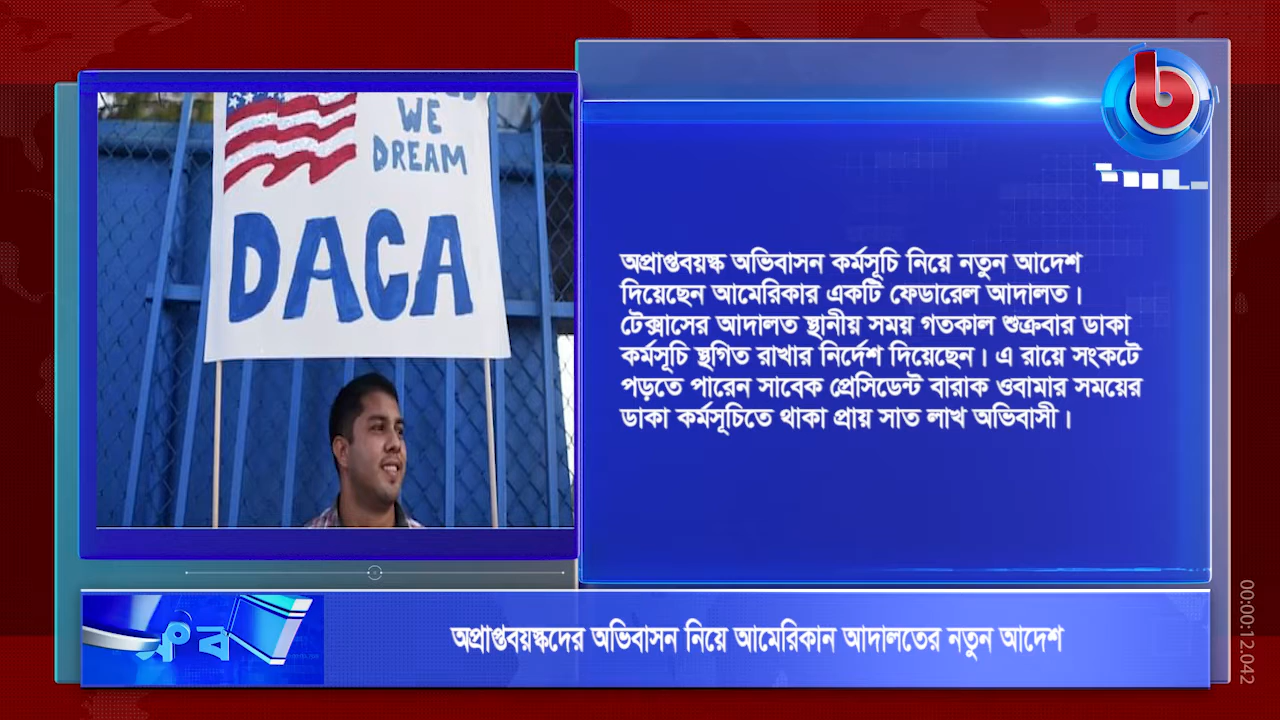 WE
DREAM
DACA
b
অপ্রাপ্তবয়স্ক অভিবাসন কর্মসূচি নিয়ে নতুন আদেশ
দিয়েছেন আমেরিকার একটি ফেডারেল আদালত।
টেক্সাসের আদালত স্থানীয় সময় গতকাল শুক্রবার ডাকা
কর্মসূচি স্থগিত রাখার নির্দেশ দিয়েছেন। এ রায়ে সংকটে
পড়তে পারেন সাবেক প্রেসিডেন্ট বারাক ওবামার সময়ের
ডাকা কর্মসূচিতে থাকা প্রায় সাত লাখ অভিবাসী।
অপ্রাপ্তবয়স্কদের অভিবাসন নিয়ে আমেরিকান আদালতের নতুন আদেশ
00:00:12.042